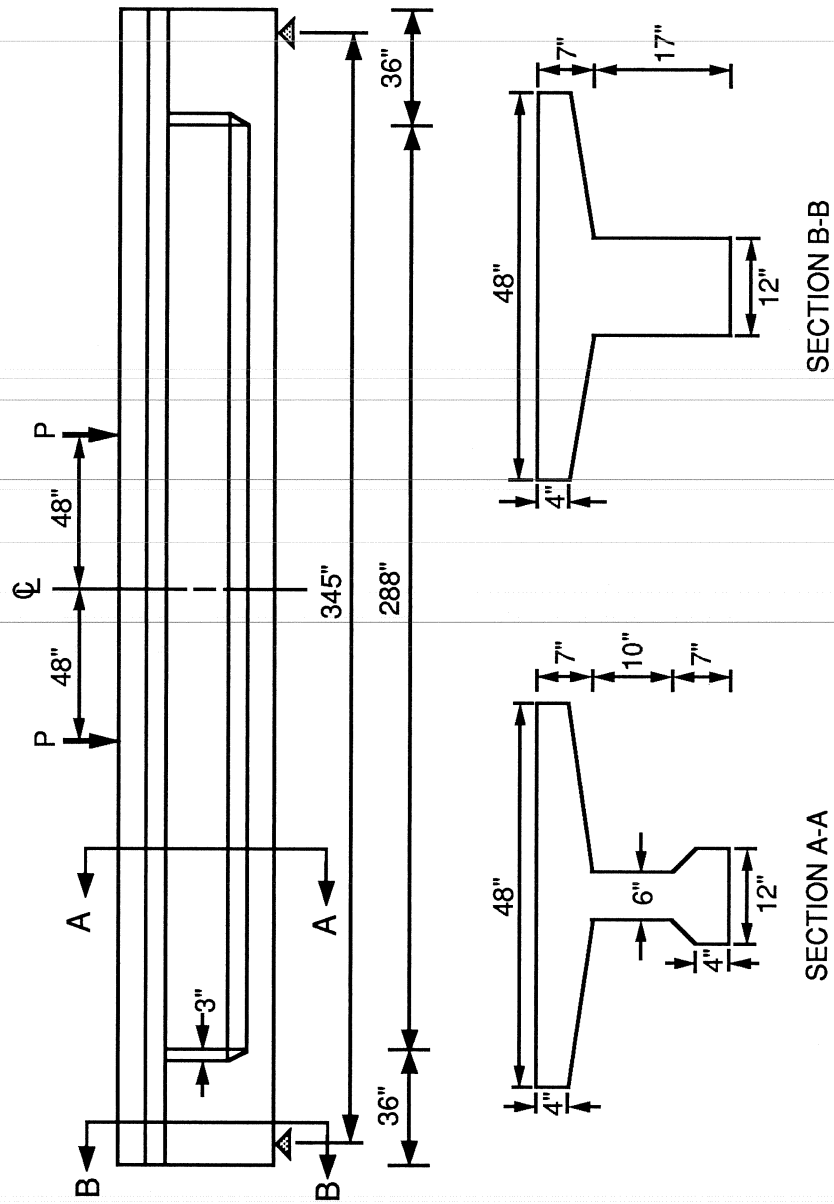 ℄
P
P
48"
48"
A
A
B
B
3"
36"
345"
288"
36"
48"
4"
7"
10"
7"
6"
4"
12"
SECTION A-A
48"
4"
7"
17"
12"
SECTION B-B